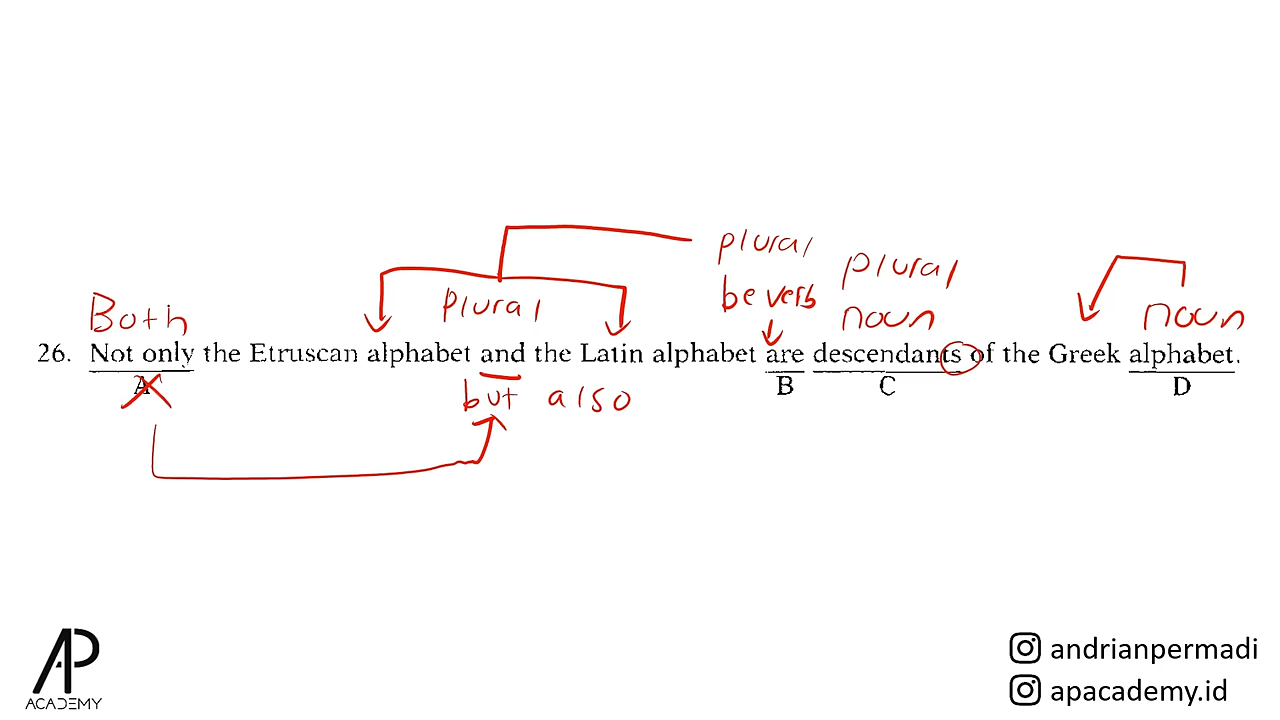 plural
plural
Both
plural
be verb
noun
noun
26. Not only the Etruscan alphabet and the Latin alphabet are descendants of the Greek alphabet.
A
but also
B
C
D
AP
ACADEMY
andrianpermadi
apacademy.id